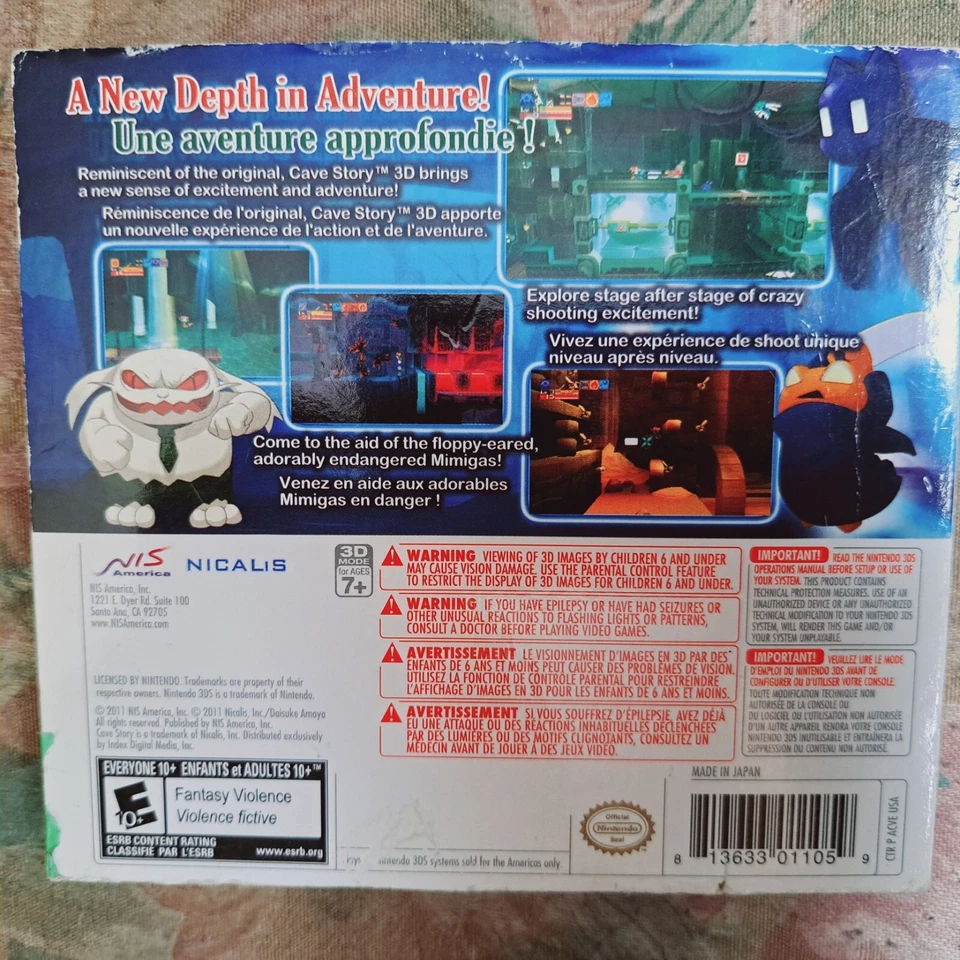 A New Depth in Adventure!
Une aventure approfondie !
Reminiscent of the original, Cave Story™ 3D brings
a new sense of excitement and adventure!
Réminiscence de l'original, Cave Story™ 3D apporte
un nouvelle expérience de l'action et de l'aventure.
Explore stage after stage of crazy
shooting excitement!
Vivez une expérience de shoot unique
niveau après niveau.
Come to the aid of the floppy-eared,
adorably endangered Mimigas!
Venez en aide aux adorables
Mimigas en danger !
NIS
America
NICALIS
NIS America, Inc.
1221 E. Dyer Rd. Suite 100
Santa Ana, CA 92705
www.NISAmerica.com
LICENSED BY NINTENDO. Trademarks are property of their
respective owners. Nintendo 3DS is a trademark of Nintendo.
© 2011 NIS America, Inc. © 2011 Nicalis, Inc./Daisuke Amaya
All rights reserved. Published by NIS America, Inc.
Cave Story is a trademark of Nicalis, Inc. Distributed exclusively
by Index Digital Media, Inc.
3D
MODE
for AGES
7+
WARNING VIEWING OF 3D IMAGES BY CHILDREN 6 AND UNDER
MAY CAUSE VISION DAMAGE. USE THE PARENTAL CONTROL FEATURE
TO RESTRICT THE DISPLAY OF 3D IMAGES FOR CHILDREN 6 AND UNDER.
WARNING IF YOU HAVE EPILEPSY OR HAVE HAD SEIZURES OR
OTHER UNUSUAL REACTIONS TO FLASHING LIGHTS OR PATTERNS,
CONSULT A DOCTOR BEFORE PLAYING VIDEO GAMES.
AVERTISSEMENT LE VISIONNEMENT D'IMAGES EN 3D PAR DES
ENFANTS DE 6 ANS ET MOINS PEUT CAUSER DES PROBLÈMES DE VISION.
UTILISEZ LA FONCTION DE CONTRÔLE PARENTAL POUR RESTREINDRE
L'AFFICHAGE D'IMAGES EN 3D POUR LES ENFANTS DE 6 ANS ET MOINS.
AVERTISSEMENT SI VOUS SOUFFREZ D'ÉPILEPSIE, AVEZ DÉJÀ
EU UNE ATTAQUE OU DES RÉACTIONS INHABITUELLES DÉCLENCHÉES
PAR DES LUMIÈRES OU DES MOTIFS CLIGNOTANTS, CONSULTEZ UN
MÉDECIN AVANT DE JOUER À DES JEUX VIDÉO.
IMPORTANT! READ THE NINTENDO 3DS
OPERATIONS MANUAL BEFORE SETUP OR USE OF
YOUR SYSTEM. THIS PRODUCT CONTAINS
TECHNICAL PROTECTION MEASURES. USE OF AN
UNAUTHORIZED DEVICE OR ANY UNAUTHORIZED
TECHNICAL MODIFICATION TO YOUR NINTENDO 3DS
SYSTEM, WILL RENDER THIS GAME AND/OR
YOUR SYSTEM UNPLAYABLE.
IMPORTANT! VEUILLEZ LIRE LE MODE
D'EMPLOI DU NINTENDO 3DS AVANT DE
CONFIGURER OU D'UTILISER VOTRE CONSOLE.
TOUTE MODIFICATION TECHNIQUE NON
AUTORISÉE DE LA CONSOLE OU
DU LOGICIEL OU L'UTILISATION NON AUTORISÉE
D'UN AUTRE APPAREIL RENDRA VOTRE CONSOLE
NINTENDO 3DS INUTILISABLE ET ENTRAÎNERA LA
SUPPRESSION DU CONTENU NON AUTORISÉ.
EVERYONE 10+ ENFANTS et ADULTES 10+™
E
10+
Fantasy Violence
Violence fictive
ESRB CONTENT RATING
CLASSIFIÉ PAR L'ESRB
www.esrb.org
3DS systems sold for the Americas only.
Official
Nintendo
Seal
MADE IN JAPAN
8 13633 01105 9
CTR P ACVE USA